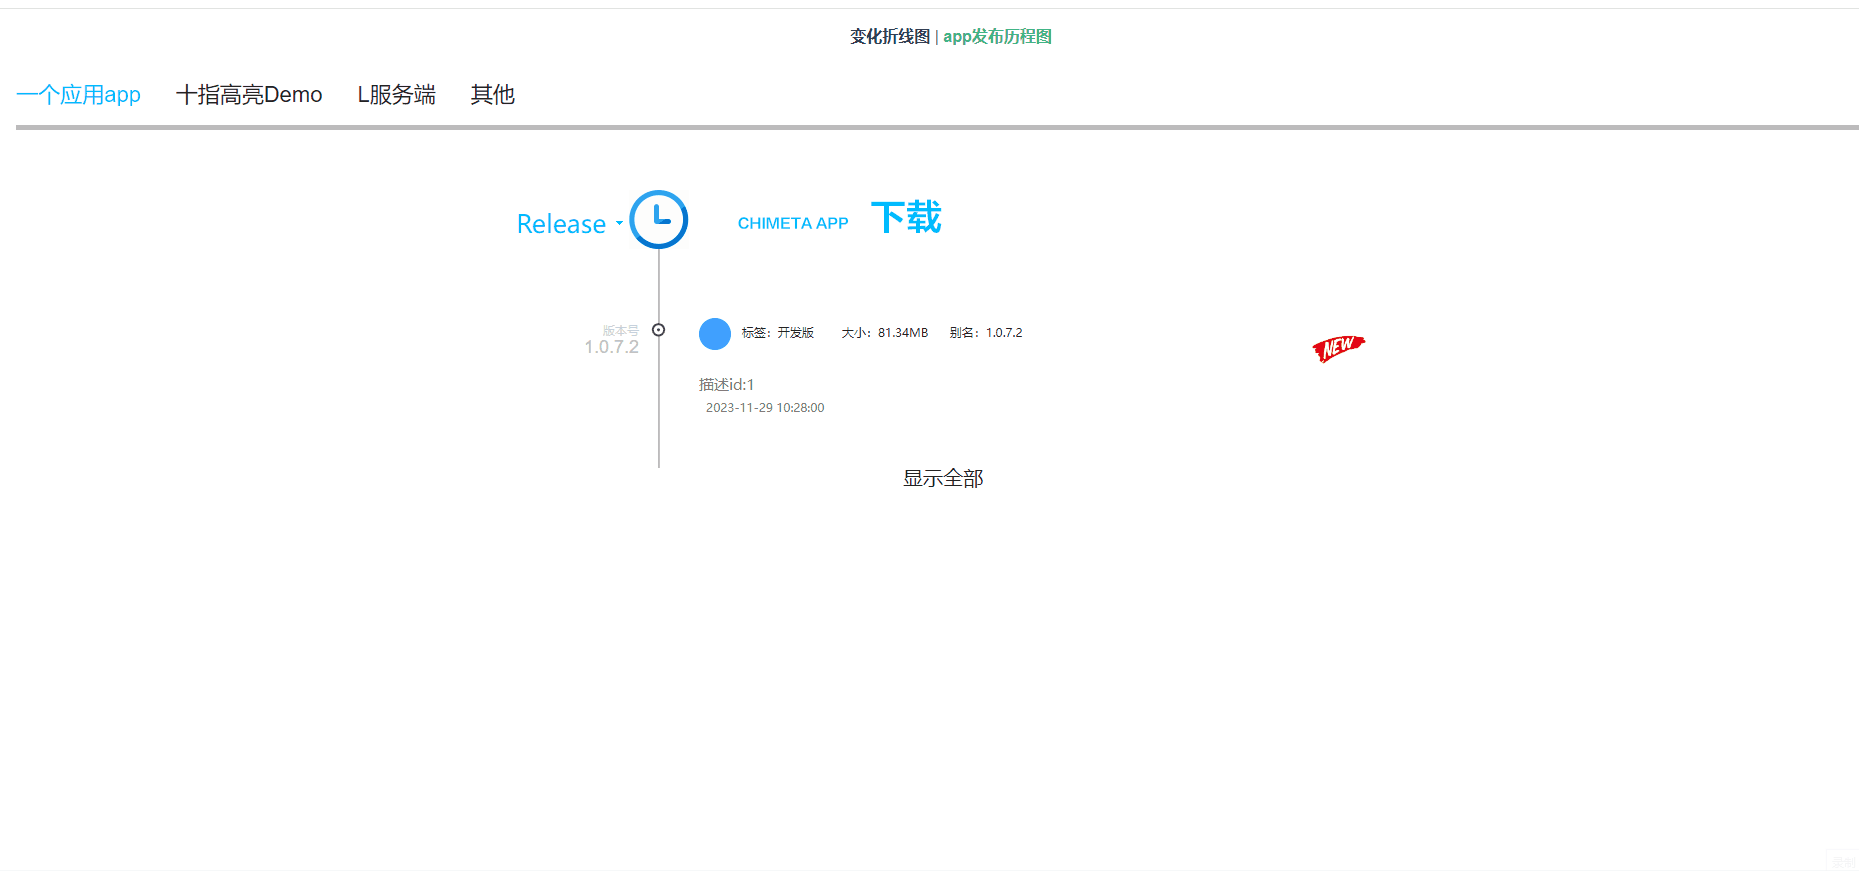 变化折线图 | app发布历程图
一个应用app 十指高亮Demo L服务端 其他
Release CHIMETA APP 下载
版本号 标签：开发版 大小：81.34MB 别名：1.0.7.2
1.0.7.2
NEW
描述id:1
2023-11-29 10:28:00
显示全部